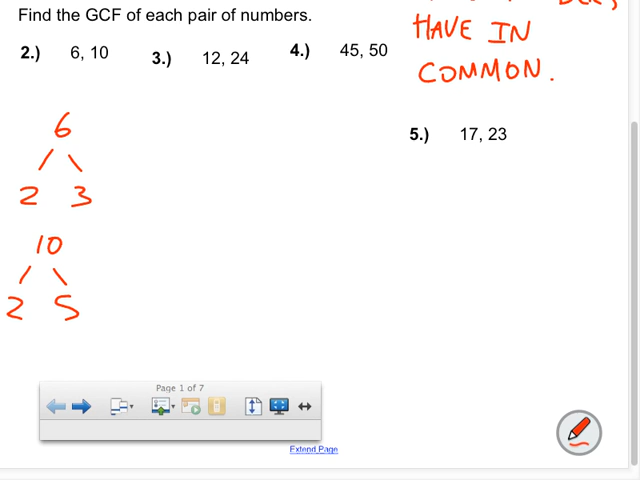 Find the GCF of each pair of numbers.
HAVE IN
COMMON.
2.) 6, 10
3.) 12, 24
4.) 45, 50
5.) 17, 23
6
2 3
10
2 5
Page 1 of 7
Extend Page